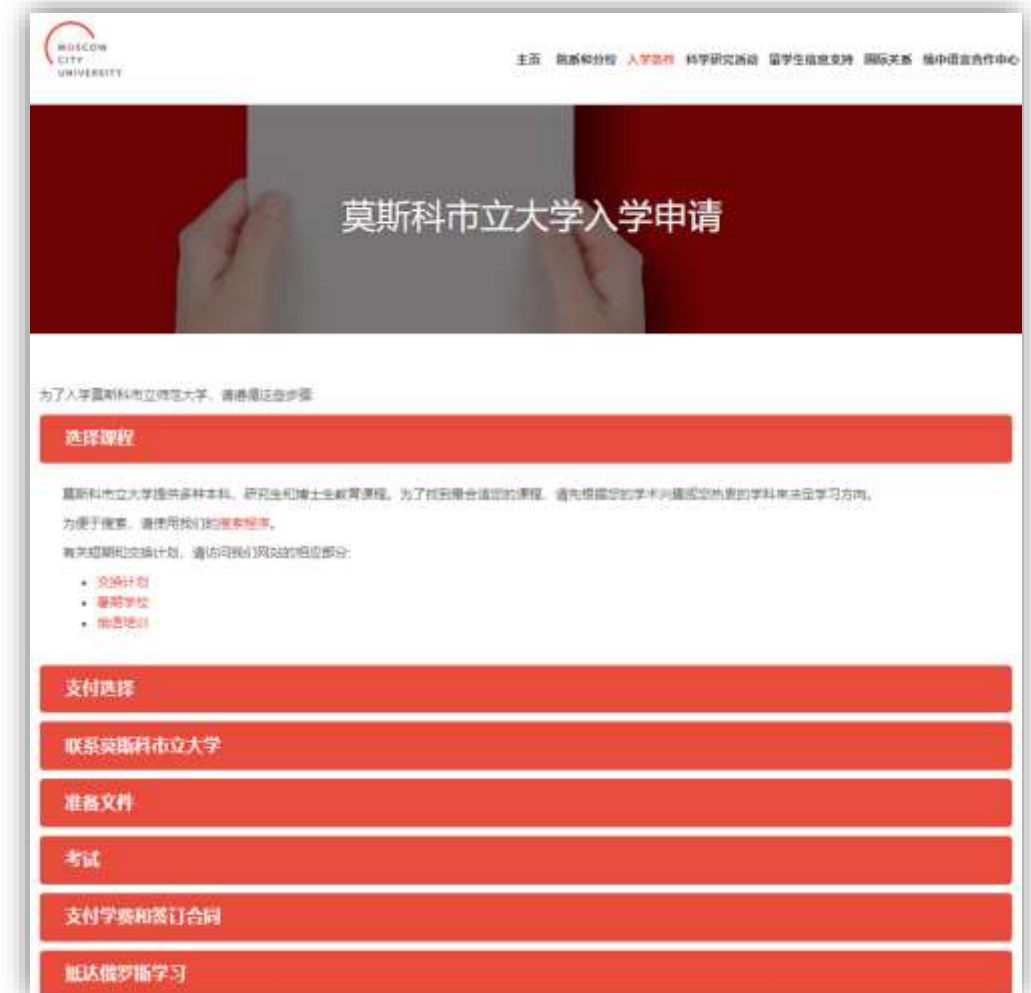 MOSCOW
CITY
UNIVERSITY
主页 院系和分校 入学条件 科学研究活动 留学生信息支持 国际关系 俄中语言合作中心
莫斯科市立大学入学申请
为了入学莫斯科市立师范大学，请遵循这些步骤
选择课程
莫斯科市立大学提供多种本科、研究生和博士生教育课程。为了找到最合适您的课程，请先根据您的学术兴趣或您热衷的学科来决定学习方向。
为便于搜索，请使用我们的搜索程序。
有关短期和交换计划，请访问我们网站的相应部分:
• 交换计划
• 暑期学校
• 俄语培训
支付选择
联系莫斯科市立大学
准备文件
考试
支付学费和签订合同
抵达俄罗斯学习